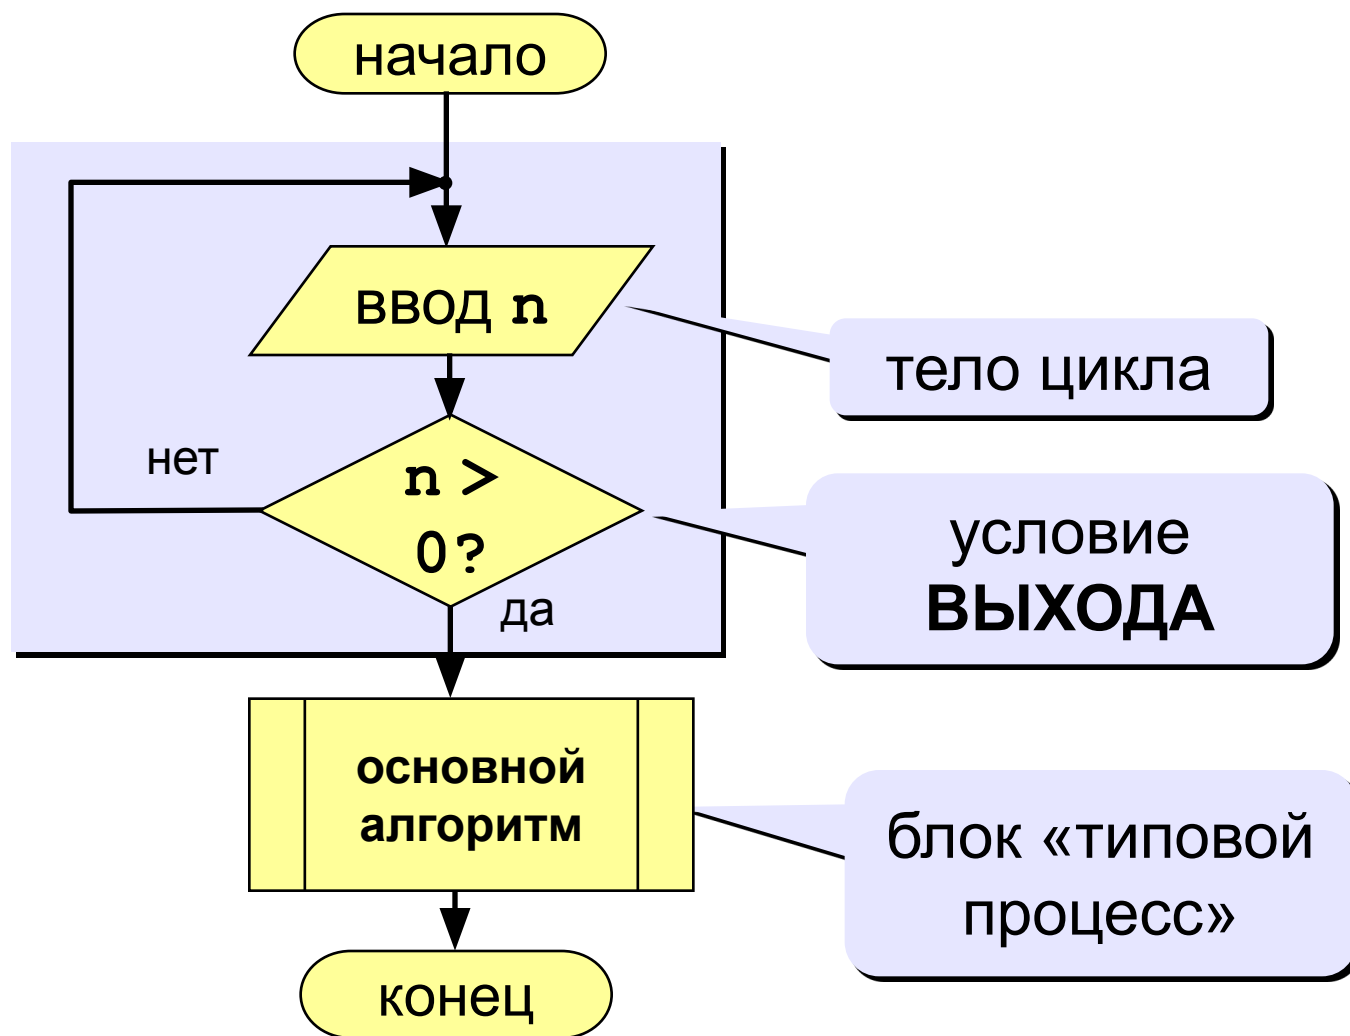 начало
ввод n
тело цикла
нет
n >
0?
условие
ВЫХОДА
да
основной
алгоритм
блок «типовой
процесс»
конец